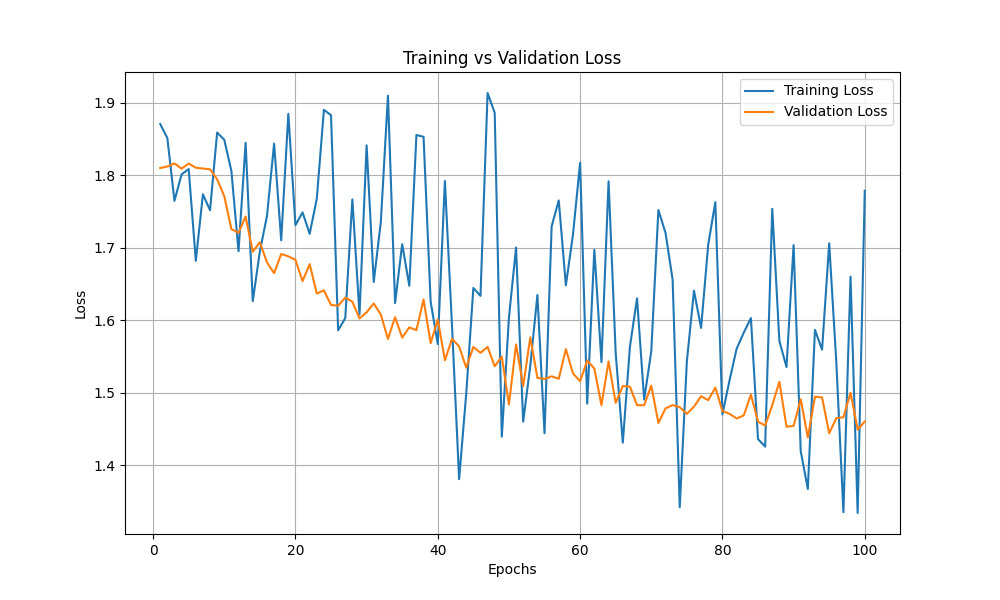 Training vs Validation Loss
Training Loss
Validation Loss
1.9
1.8
1.7
1.6
1.5
1.4
Loss
0 20 40 60 80 100
Epochs